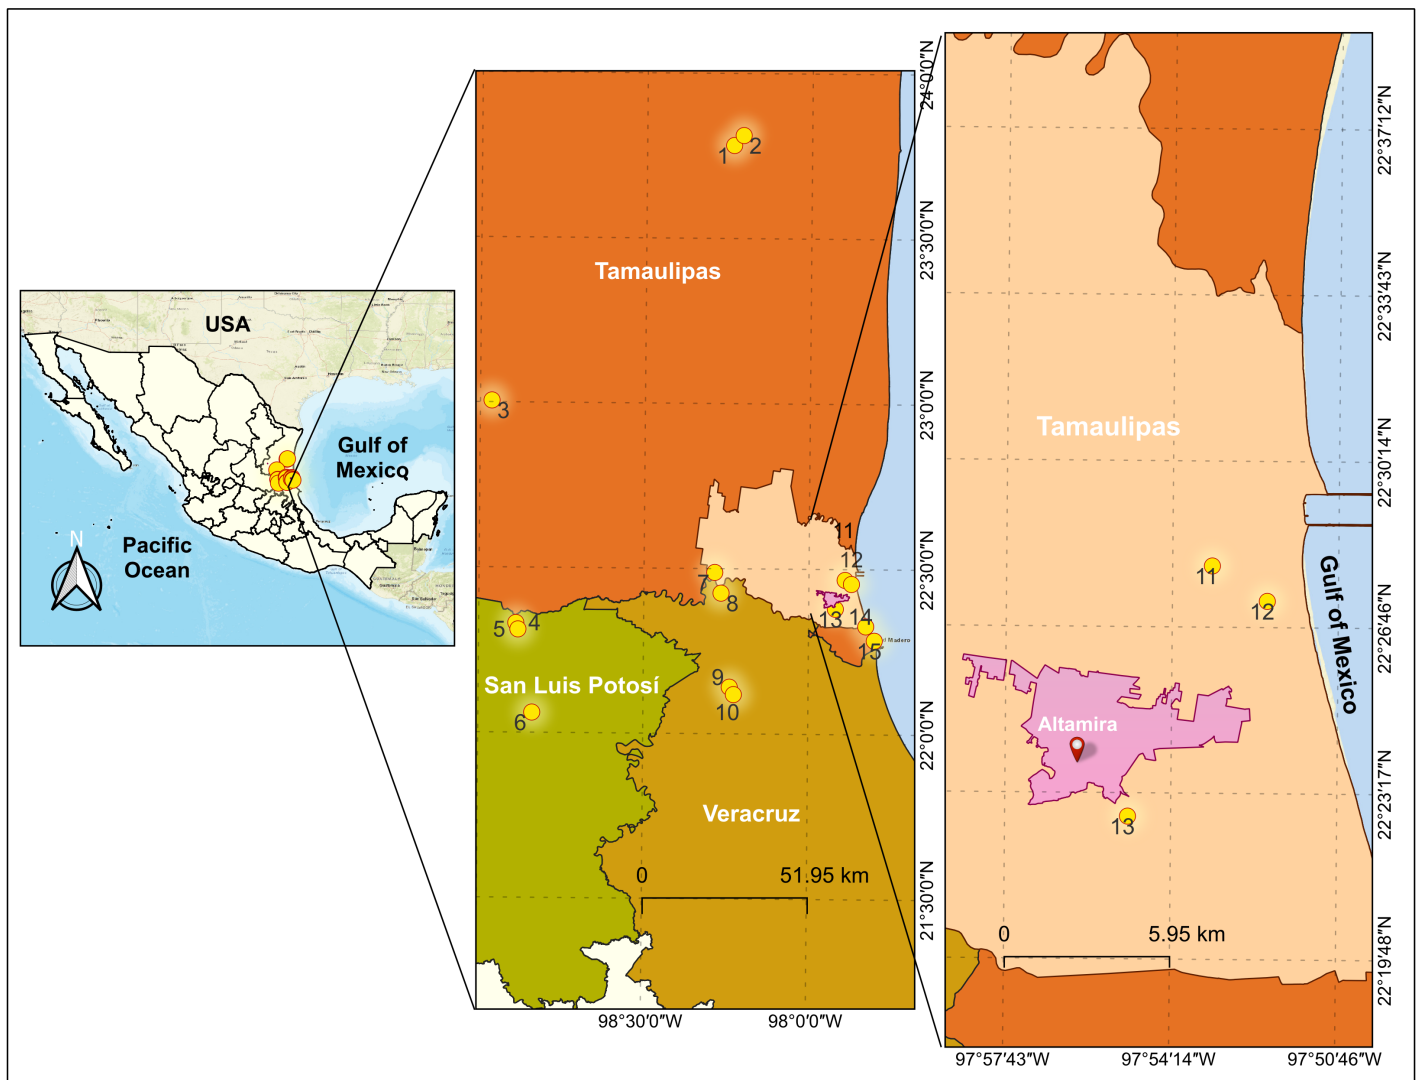 USA
Gulf of
Mexico
Pacific
Ocean
N
Tamaulipas
San Luis Potosí
Veracruz
1
2
3
4
5
6
7
8
9
10
11
12
13
14
15
Madero
0
51.95 km
98°30′0″W
98°0′0″W
24°0′0″N
23°30′0″N
23°0′0″N
22°30′0″N
22°0′0″N
21°30′0″N
Tamaulipas
11
12
Altamira
13
Gulf of Mexico
0
5.95 km
97°57′43″W
97°54′14″W
97°50′46″W
22°37′12″N
22°33′43″N
22°30′14″N
22°26′46″N
22°23′17″N
22°19′48″N